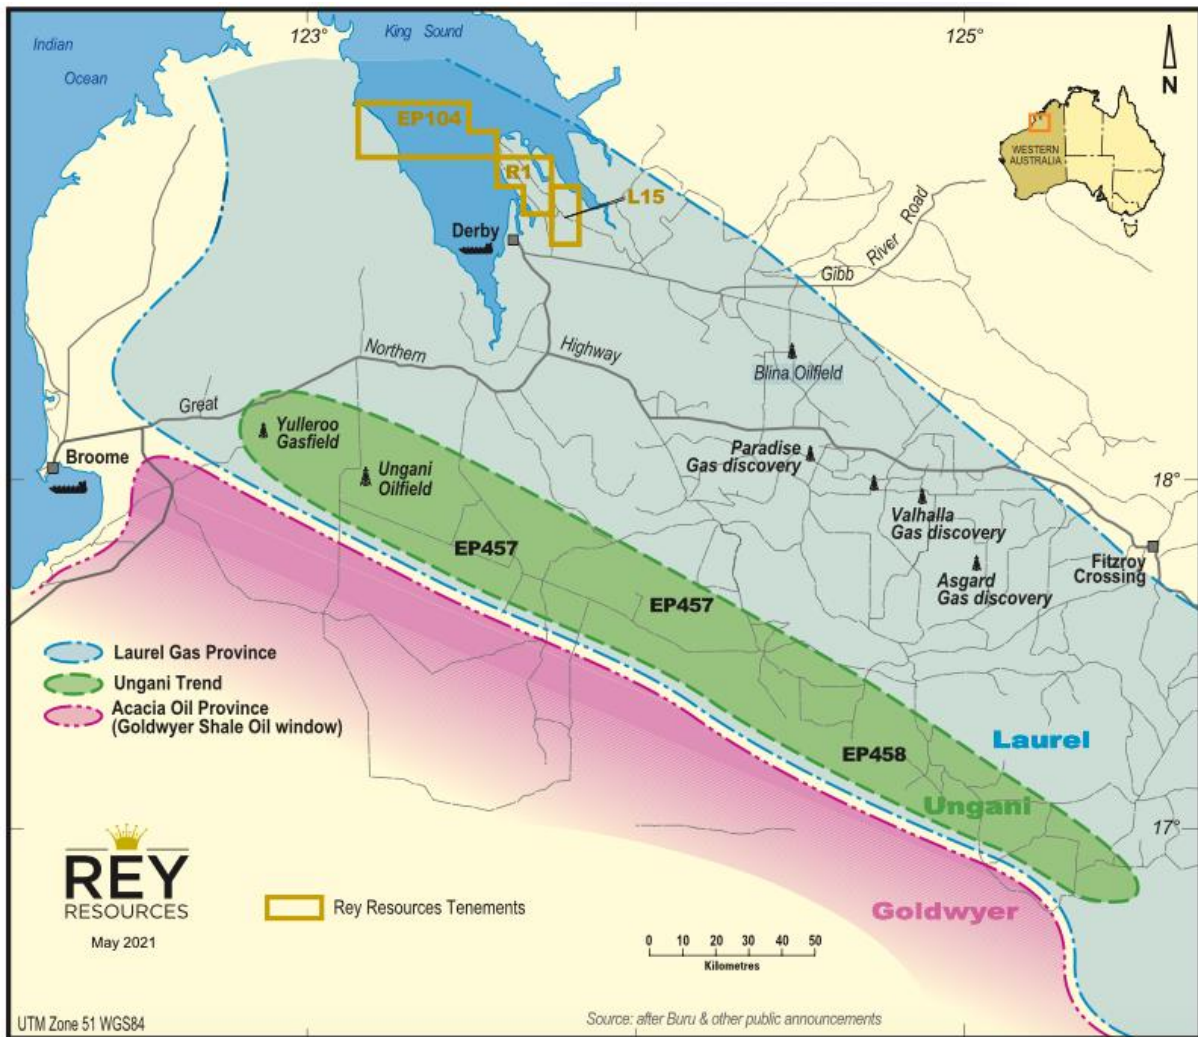 Indian
Ocean
123°
King Sound
125°
N
WESTERN
AUSTRALIA
EP104
R1
L15
Derby
Gibb River Road
Northern
Highway
Great
Blina Oilfield
Yulleroo
Gasfield
Ungani
Oilfield
Paradise
Gas discovery
Broome
18°
Valhalla
Gas discovery
EP457
Fitzroy
Crossing
Asgard
Gas discovery
EP457
Laurel Gas Province
Ungani Trend
Acacia Oil Province
(Goldwyer Shale Oil window)
Laurel
EP458
Ungani
17°
REY
RESOURCES
May 2021
Rey Resources Tenements
Goldwyer
0 10 20 30 40 50
Kilometres
UTM Zone 51 WGS84
Source: after Buru & other public announcements